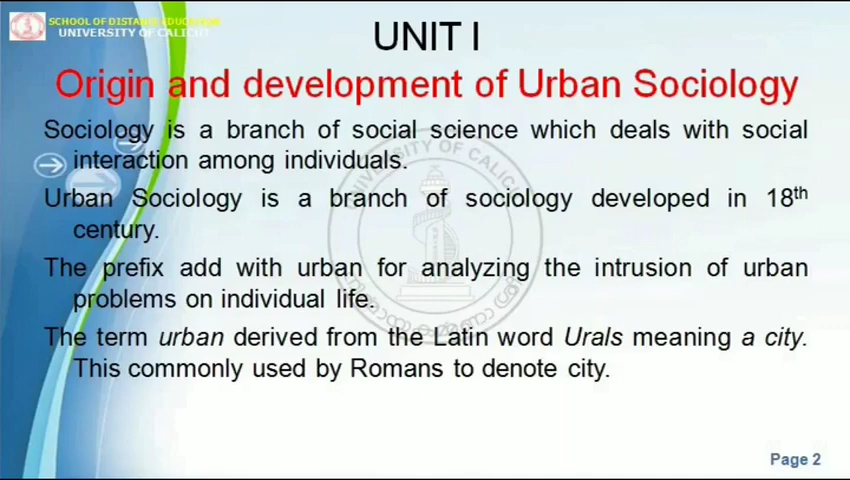 SCHOOL OF DISTANCE EDUCATION
UNIVERSITY OF CALICUT
UNIT I
Origin and development of Urban Sociology
Sociology is a branch of social science which deals with social
interaction among individuals.
Urban Sociology is a branch of sociology developed in 18th
century.
The prefix add with urban for analyzing the intrusion of urban
problems on individual life.
The term urban derived from the Latin word Urals meaning a city.
This commonly used by Romans to denote city.
UNIVERSITY OF CALICUT
Page 2